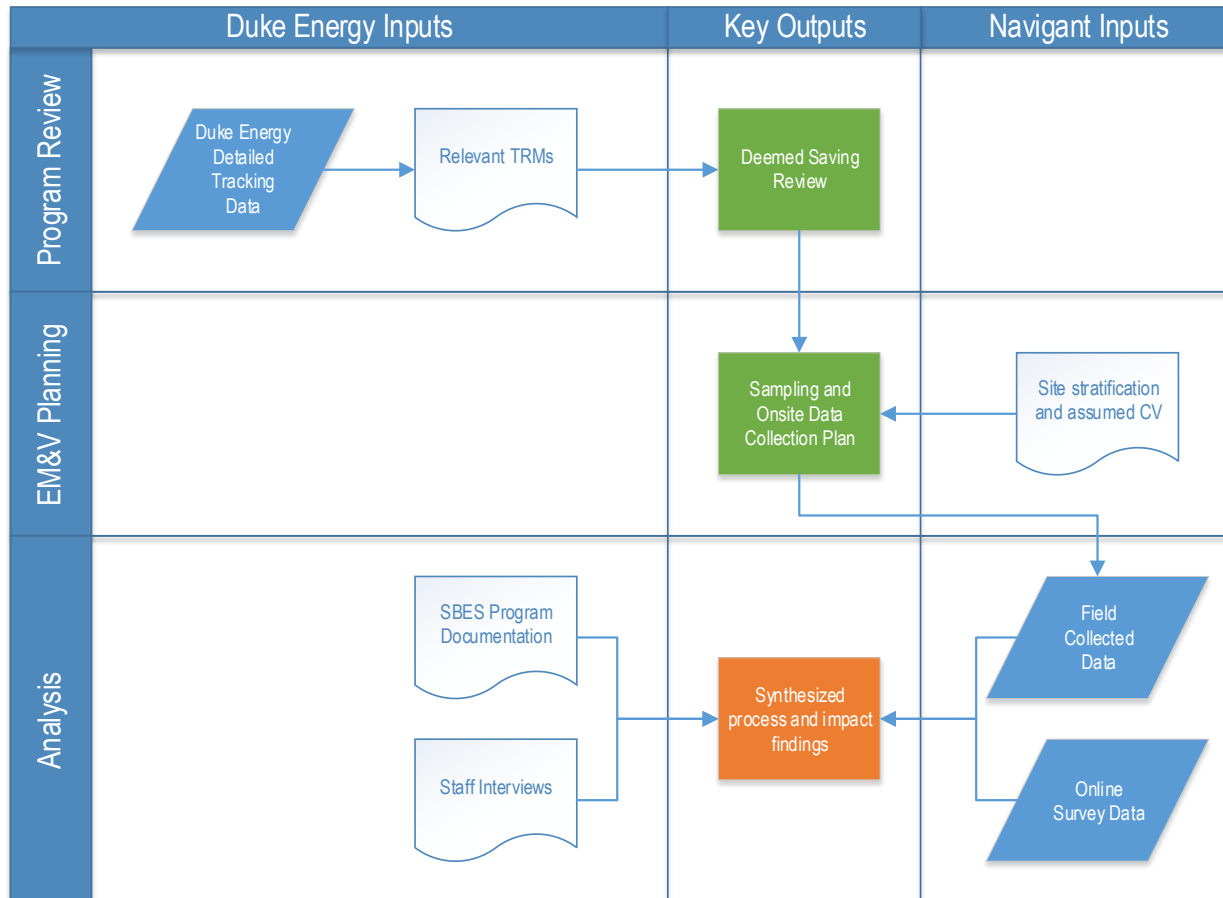 Duke Energy Inputs
Key Outputs
Navigant Inputs
Program Review
Duke Energy
Detailed
Tracking
Data
Relevant TRMs
Deemed Saving
Review
EM&V Planning
Sampling and
Onsite Data
Collection Plan
Site stratification
and assumed CV
Analysis
SBES Program
Documentation
Staff Interviews
Synthesized
process and impact
findings
Field
Collected
Data
Online
Survey Data